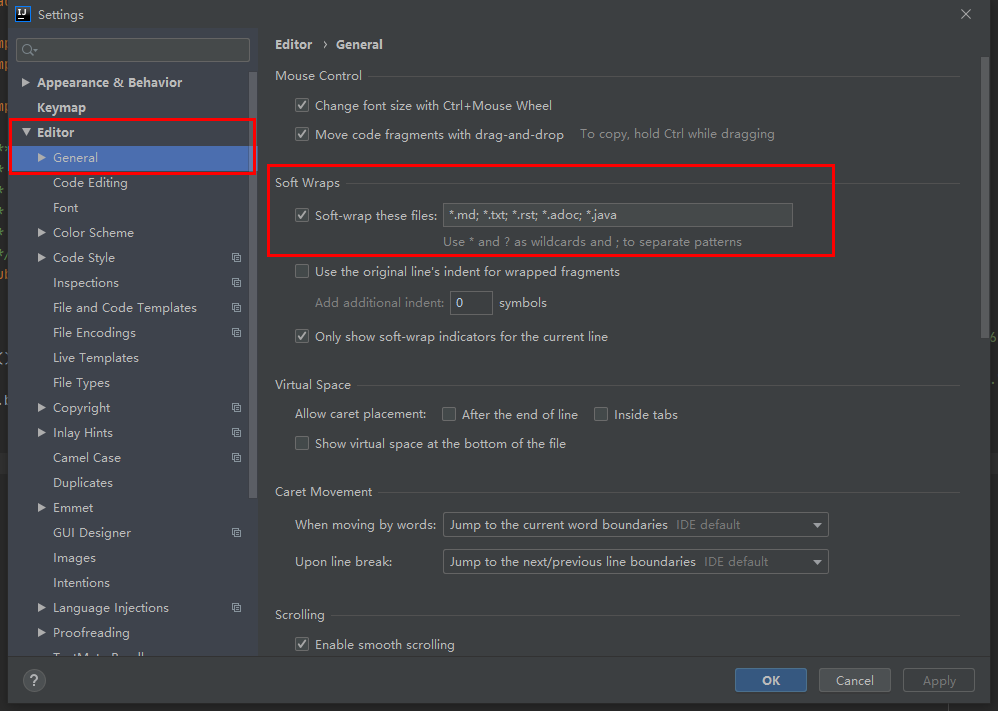 Settings
Appearance & Behavior
Keymap
Editor
General
Code Editing
Font
Color Scheme
Code Style
Inspections
File and Code Templates
File Encodings
Live Templates
File Types
Copyright
Inlay Hints
Camel Case
Duplicates
Emmet
GUI Designer
Images
Intentions
Language Injections
Proofreading
Editor › General
Mouse Control
Change font size with Ctrl+Mouse Wheel
Move code fragments with drag-and-drop To copy, hold Ctrl while dragging
Soft Wraps
Soft-wrap these files: *.md; *.txt; *.rst; *.adoc; *.java
Use * and ? as wildcards and ; to separate patterns
Use the original line's indent for wrapped fragments
Add additional indent: 0 symbols
Only show soft-wrap indicators for the current line
Virtual Space
Allow caret placement: After the end of line Inside tabs
Show virtual space at the bottom of the file
Caret Movement
When moving by words: Jump to the current word boundaries IDE default
Upon line break: Jump to the next/previous line boundaries IDE default
Scrolling
Enable smooth scrolling
? OK Cancel Apply